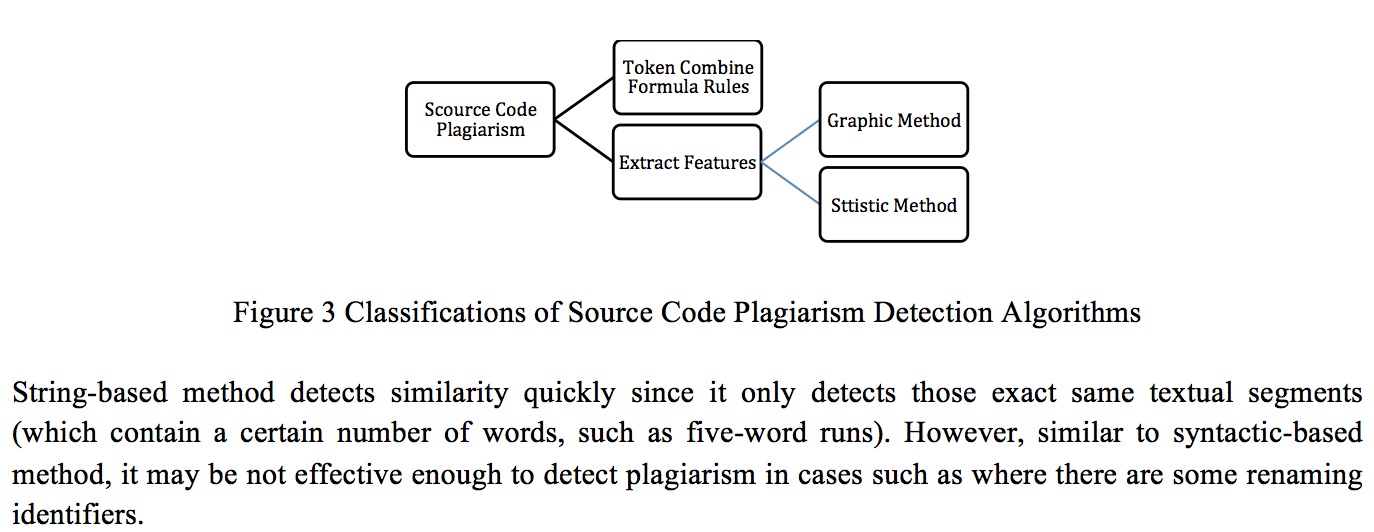 Scource Code
Plagiarism
Token Combine
Formula Rules
Extract Features
Graphic Method
Sttistic Method
Figure 3 Classifications of Source Code Plagiarism Detection Algorithms
String-based method detects similarity quickly since it only detects those exact same textual segments
(which contain a certain number of words, such as five-word runs). However, similar to syntactic-based
method, it may be not effective enough to detect plagiarism in cases such as where there are some renaming
identifiers.